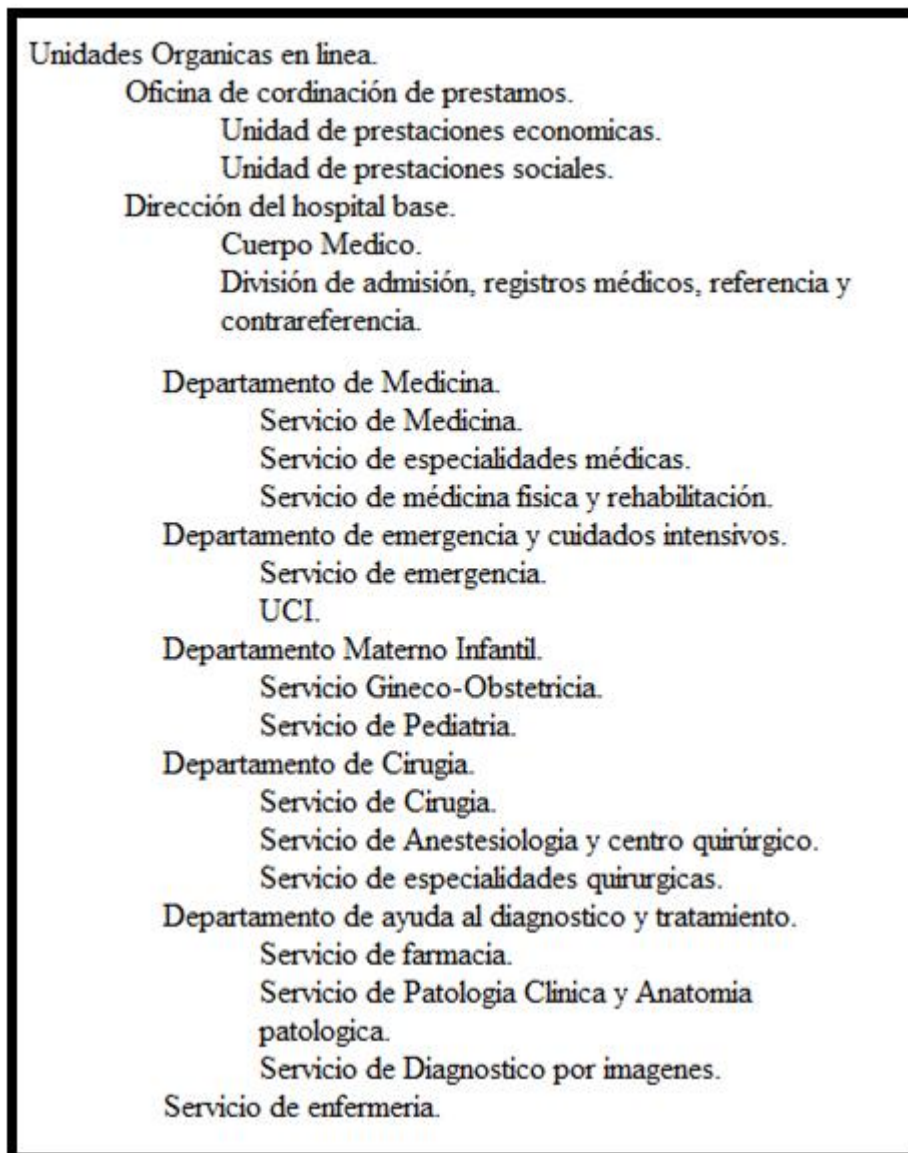 Unidades Organicas en linea.
Oficina de cordinación de prestamos.
Unidad de prestaciones economicas.
Unidad de prestaciones sociales.
Dirección del hospital base.
Cuerpo Medico.
División de admisión, registros médicos, referencia y
contrareferencia.
Departamento de Medicina.
Servicio de Medicina.
Servicio de especialidades médicas.
Servicio de médicina fisica y rehabilitación.
Departamento de emergencia y cuidados intensivos.
Servicio de emergencia.
UCI.
Departamento Materno Infantil.
Servicio Gineco-Obstetricia.
Servicio de Pediatria.
Departamento de Cirugia.
Servicio de Cirugia.
Servicio de Anestesiologia y centro quirúrgico.
Servicio de especialidades quirurgicas.
Departamento de ayuda al diagnostico y tratamiento.
Servicio de farmacia.
Servicio de Patologia Clinica y Anatomia
patologica.
Servicio de Diagnostico por imagenes.
Servicio de enfermeria.